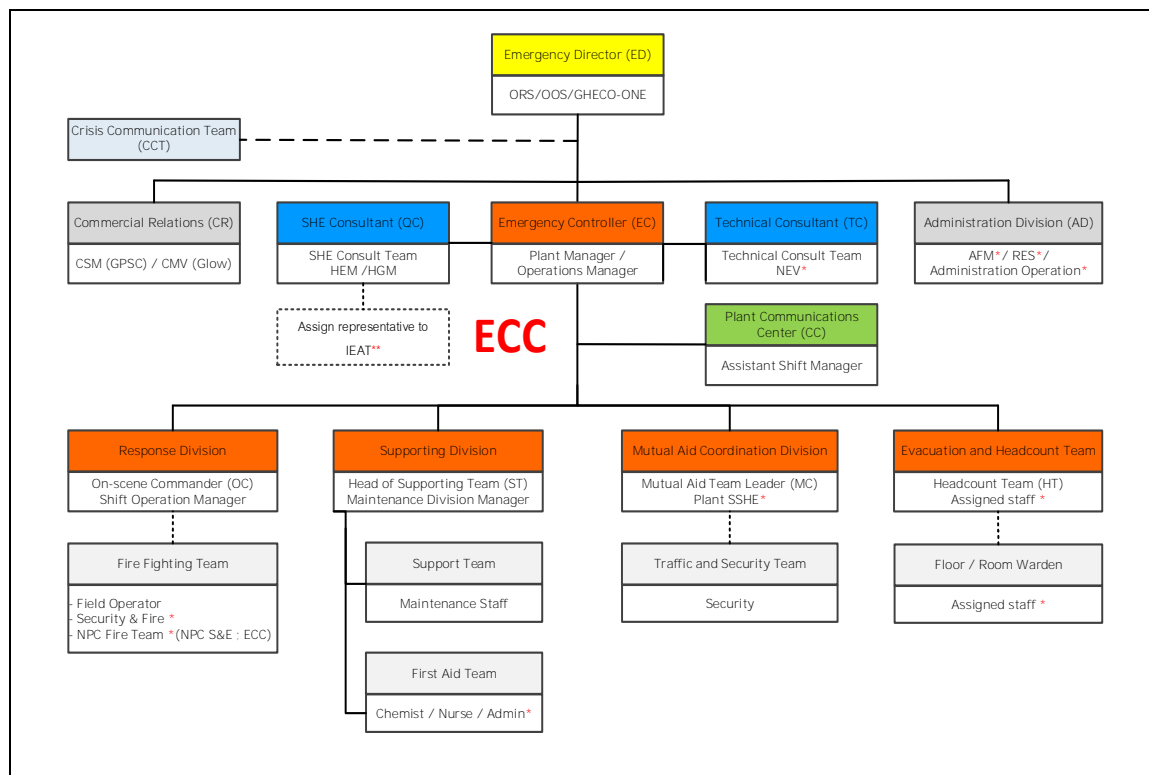 Emergency Director (ED)
ORS/OOS/GHECO-ONE
Crisis Communication Team
(CCT)
Commercial Relations (CR)
CSM (GPSC) / CMV (Glow)
SHE Consultant (QC)
SHE Consult Team
HEM /HGM
Assign representative to
IEAT**
Emergency Controller (EC)
Plant Manager /
Operations Manager
Technical Consultant (TC)
Technical Consult Team
NEV*
Administration Division (AD)
AFM*/ RES*/
Administration Operation*
ECC
Plant Communications
Center (CC)
Assistant Shift Manager
Response Division
On-scene Commander (OC)
Shift Operation Manager
Fire Fighting Team
- Field Operator
- Security & Fire *
- NPC Fire Team *(NPC S&E : ECC)
Supporting Division
Head of Supporting Team (ST)
Maintenance Division Manager
Support Team
Maintenance Staff
First Aid Team
Chemist / Nurse / Admin*
Mutual Aid Coordination Division
Mutual Aid Team Leader (MC)
Plant SSHE*
Traffic and Security Team
Security
Evacuation and Headcount Team
Headcount Team (HT)
Assigned staff *
Floor / Room Warden
Assigned staff *